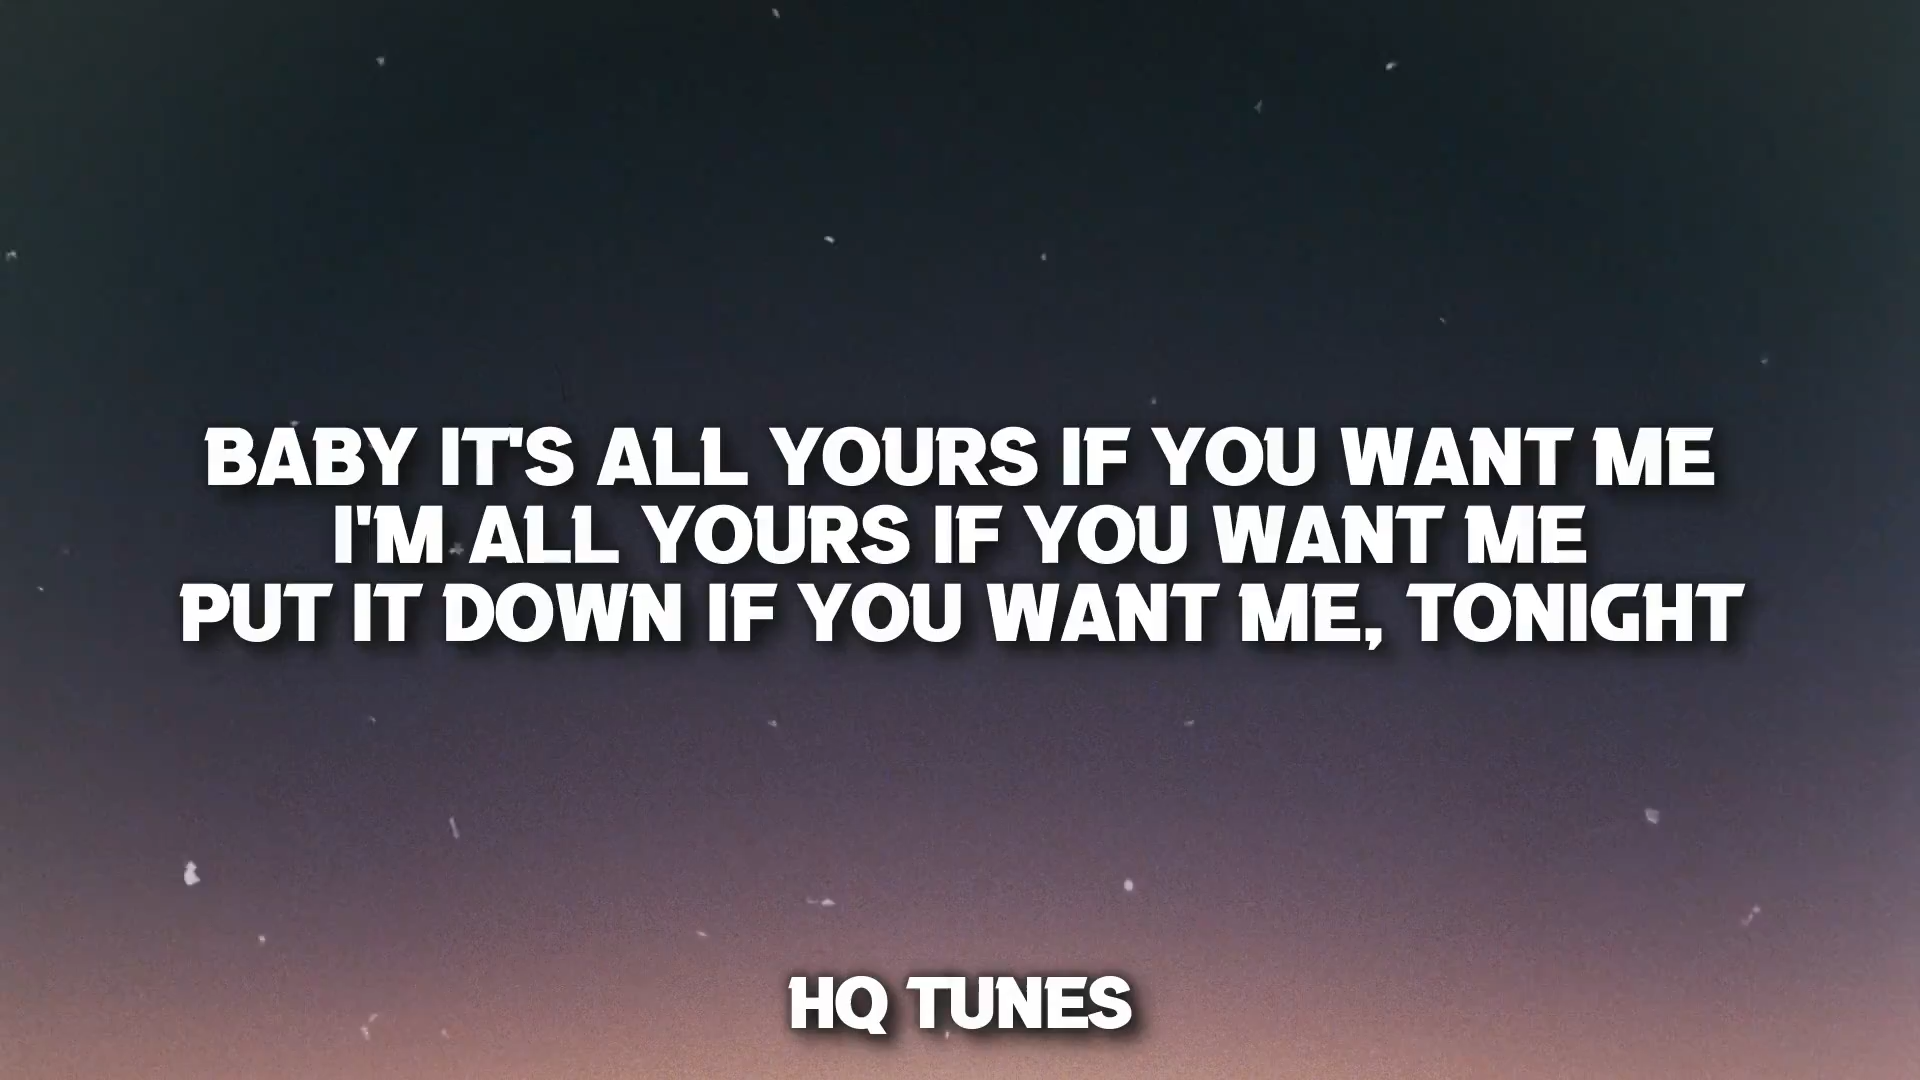 BABY IT'S ALL YOURS IF YOU WANT ME
I'M ALL YOURS IF YOU WANT ME
PUT IT DOWN IF YOU WANT ME, TONIGHT
HQ TUNES